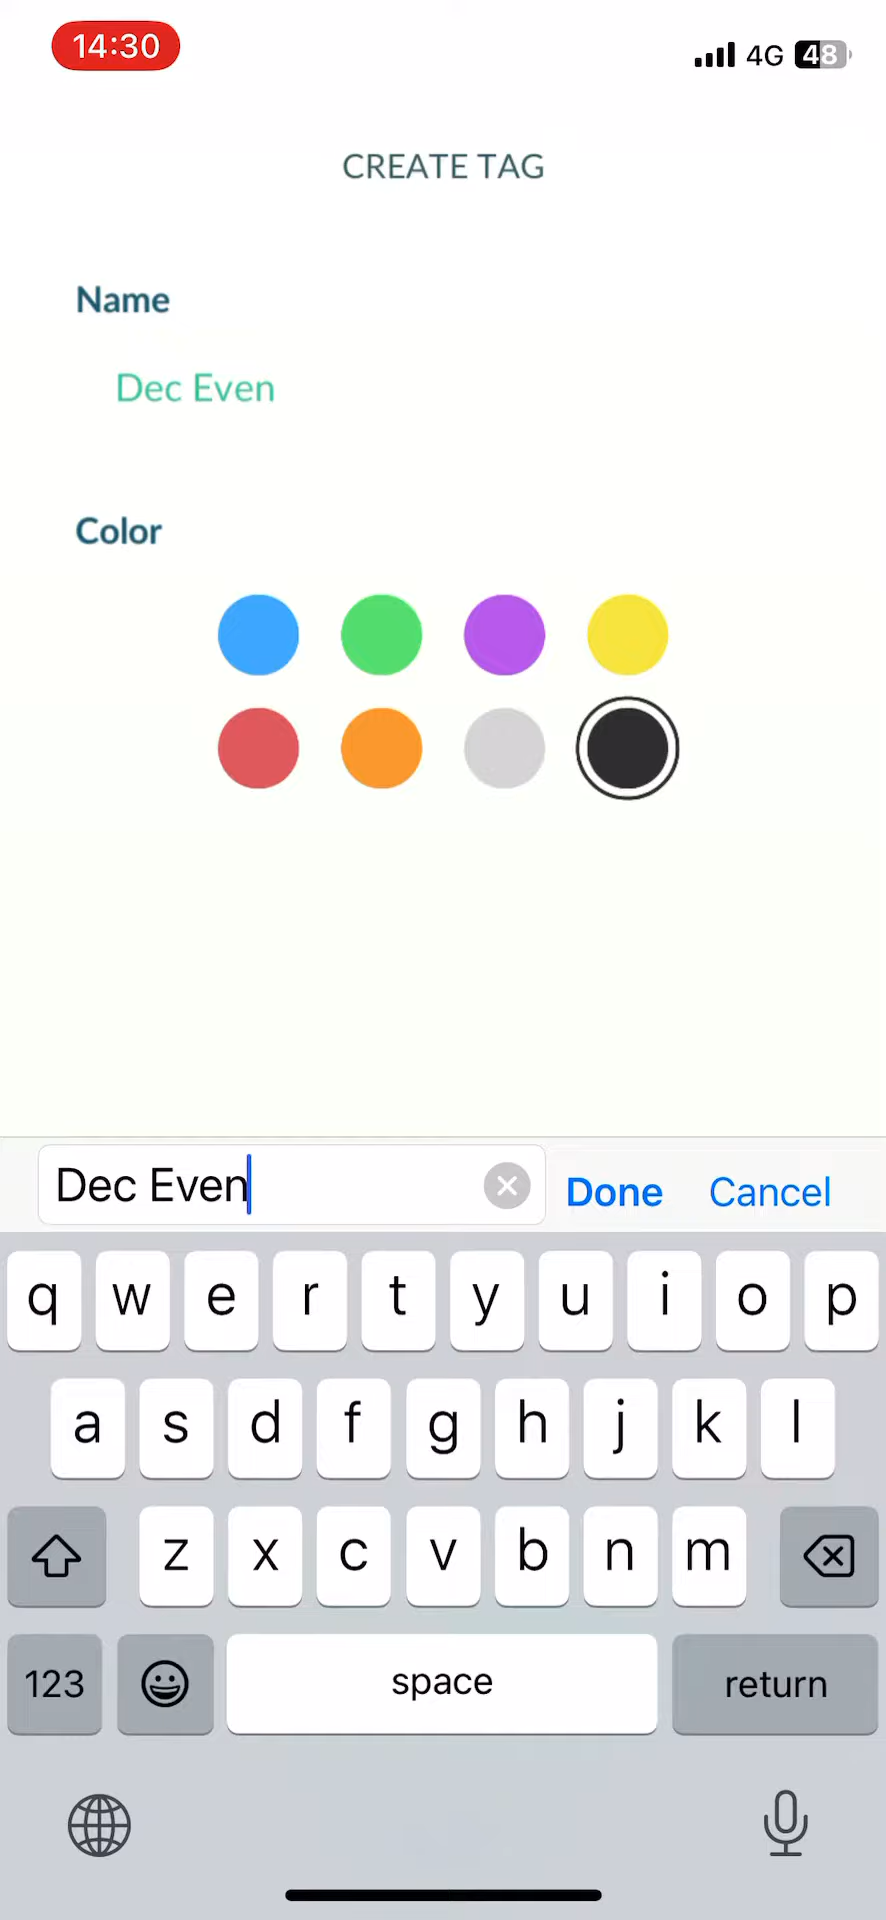 14:30
4G 48
CREATE TAG
Name
Dec Even
Color
Dec Even Done Cancel
q w e r t y u i o p
a s d f g h j k l
z x c v b n m
123 space return